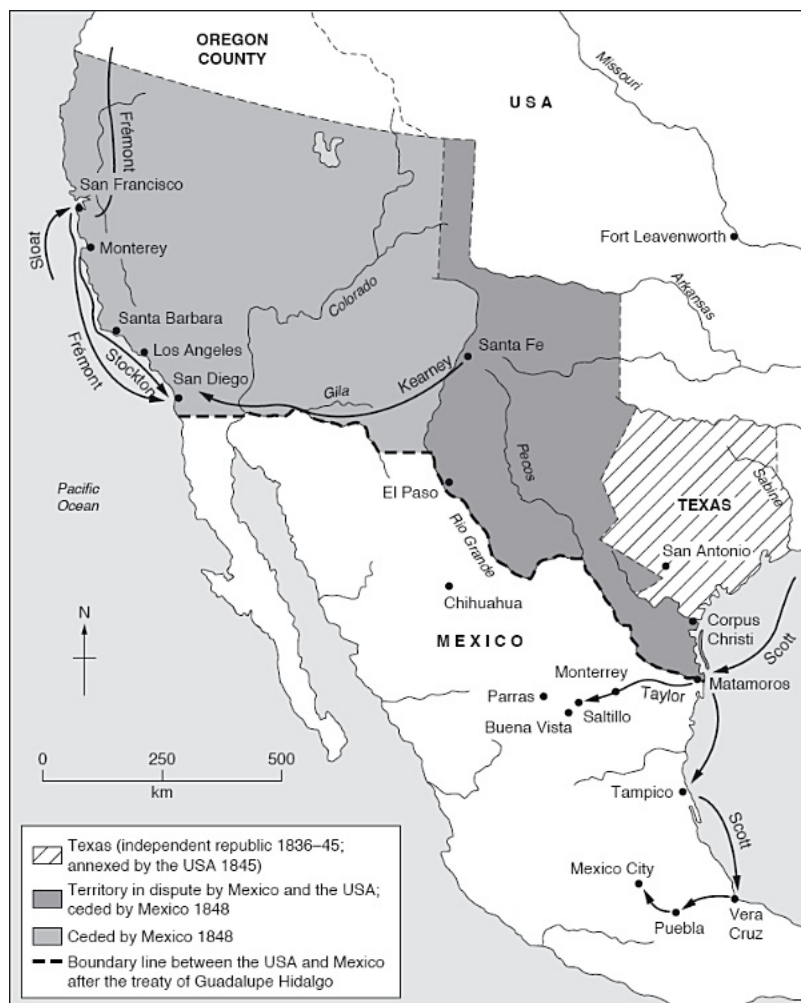 OREGON
COUNTY
Missouri
USA
Frémont
San Francisco
Fort Leavenworth
Sloat
Monterey
Arkansas
Colorado
Santa Barbara
Los Angeles
Santa Fe
Frémont
Stockton
San Diego
Kearney
Gila
Pecos
Sabine
Pacific
Ocean
El Paso
TEXAS
Rio Grande
San Antonio
Chihuahua
Corpus
Christi
N
MEXICO
Scott
Monterrey
Matamoros
Parras
Taylor
Saltillo
Buena Vista
0 250 500
km
Tampico
Scott
Mexico City
Vera
Cruz
Puebla
Texas (independent republic 1836–45;
annexed by the USA 1845)
Territory in dispute by Mexico and the USA;
ceded by Mexico 1848
Ceded by Mexico 1848
Boundary line between the USA and Mexico
after the treaty of Guadalupe Hidalgo